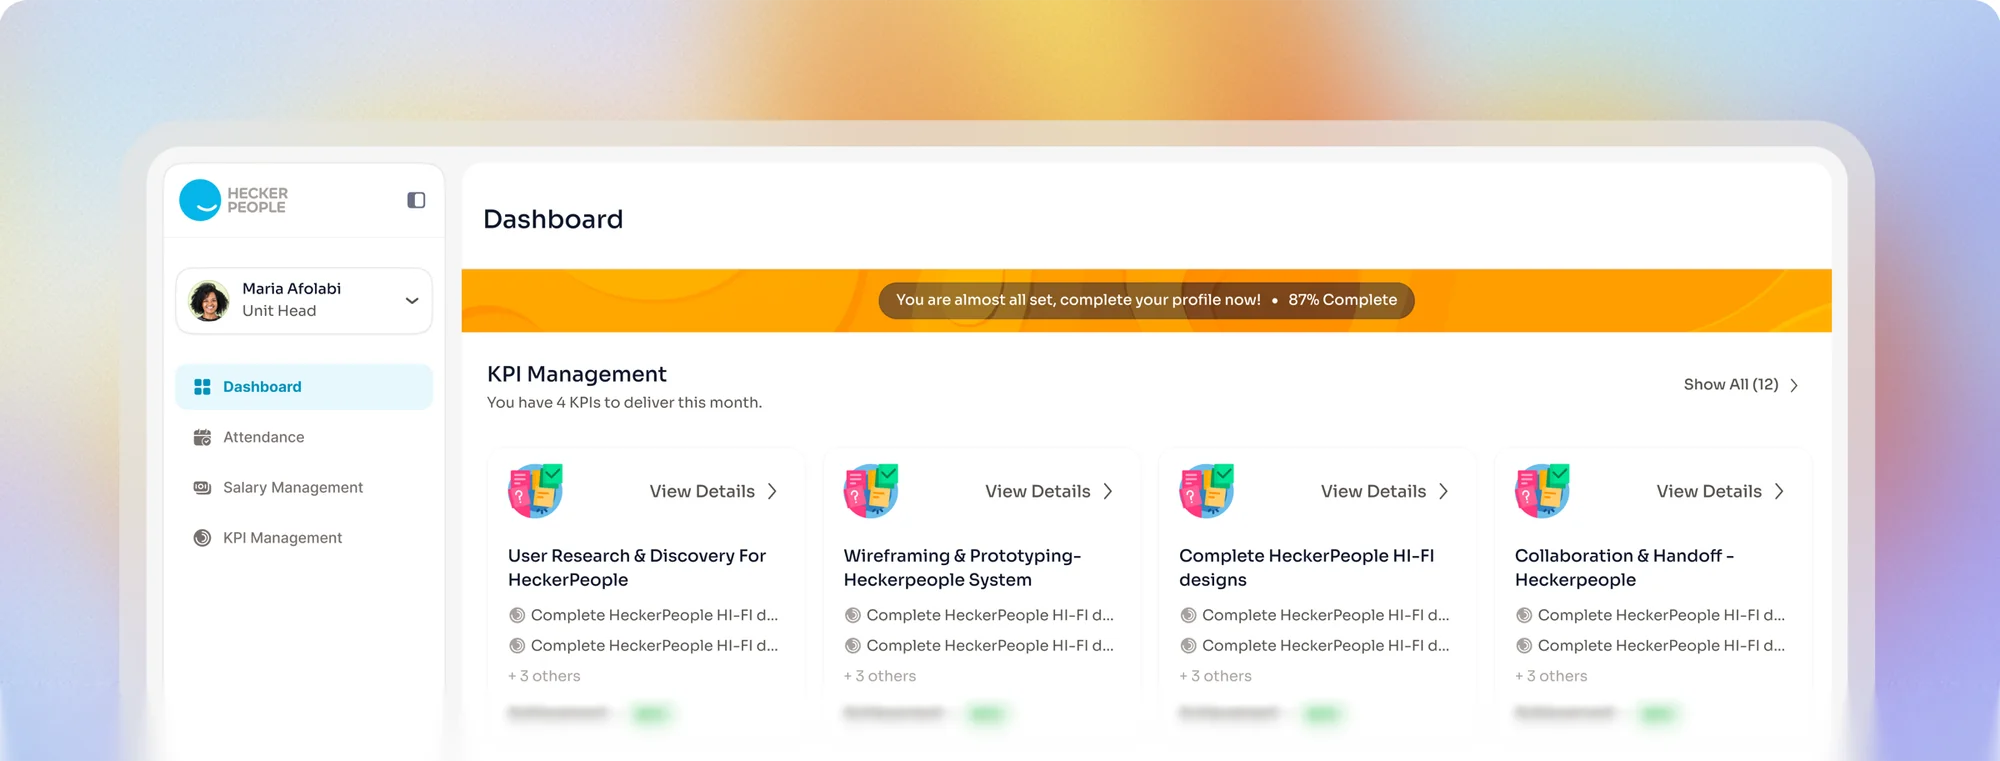 HECKER
PEOPLE
Maria Afolabi
Unit Head
Dashboard
Attendance
Salary Management
KPI Management
Dashboard
You are almost all set, complete your profile now! • 87% Complete
KPI Management
You have 4 KPIs to deliver this month.
Show All (12)
View Details
User Research & Discovery For
HeckerPeople
Complete HeckerPeople HI-FI d...
Complete HeckerPeople HI-FI d...
+ 3 others
View Details
Wireframing & Prototyping-
Heckerpeople System
Complete HeckerPeople HI-FI d...
Complete HeckerPeople HI-FI d...
+ 3 others
View Details
Complete HeckerPeople HI-FI
designs
Complete HeckerPeople HI-FI d...
Complete HeckerPeople HI-FI d...
+ 3 others
View Details
Collaboration & Handoff -
Heckerpeople
Complete HeckerPeople HI-FI d...
Complete HeckerPeople HI-FI d...
+ 3 others